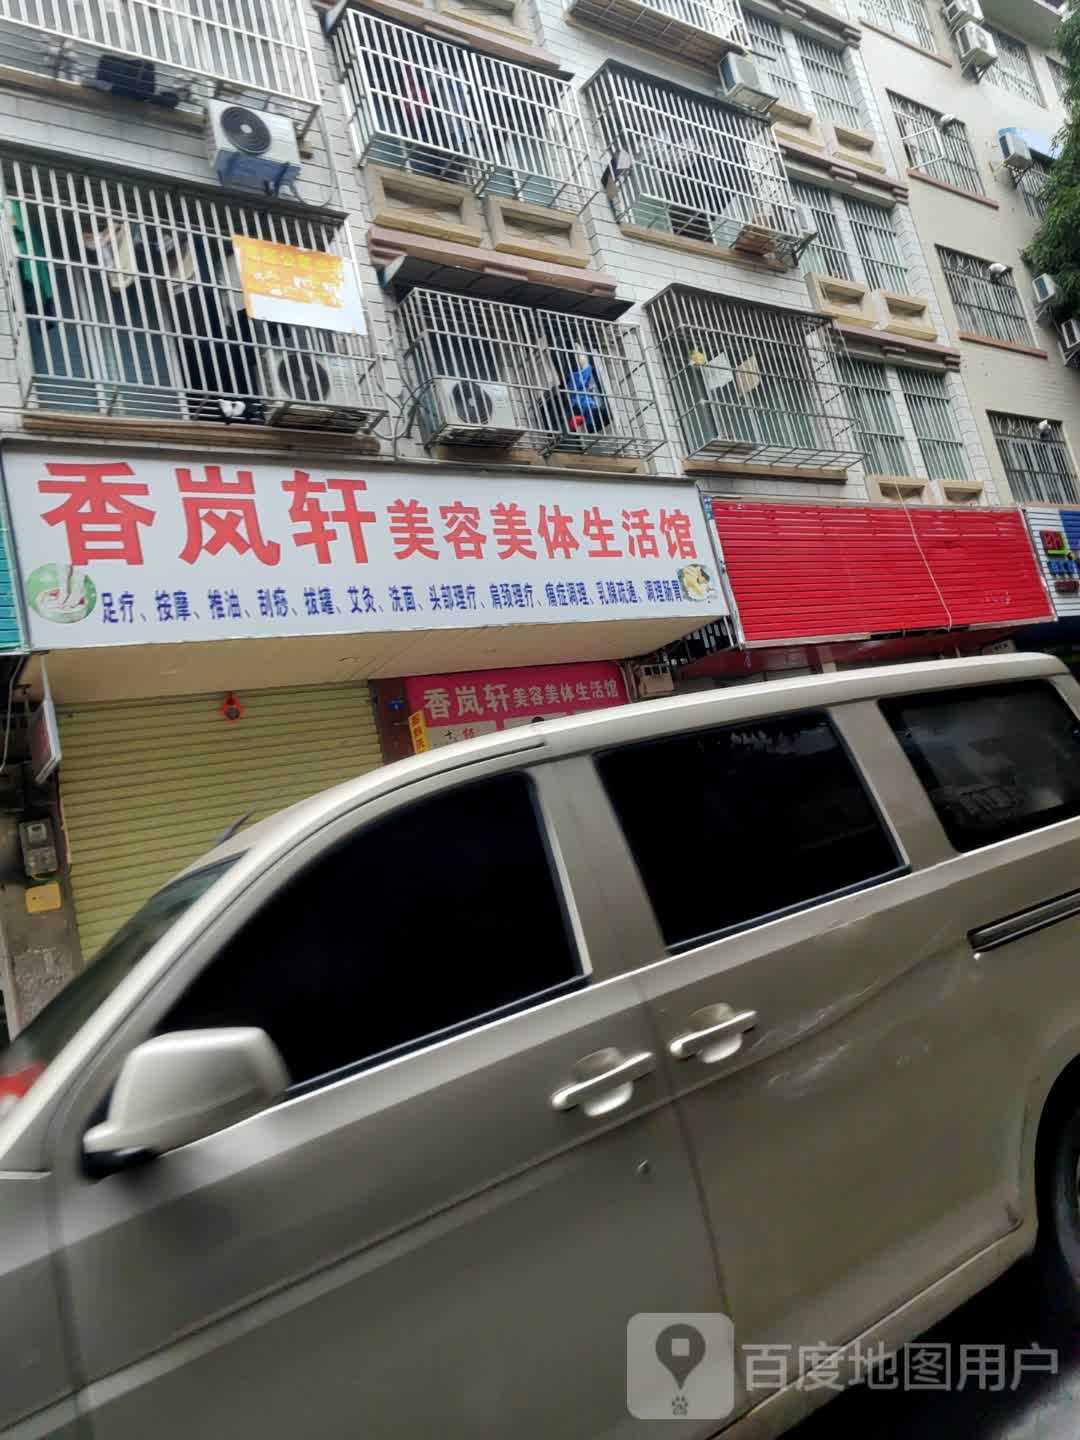 香岚轩美容美体生活馆
足疗、按摩、推油、刮痧、拔罐、艾灸、洗面、头部理疗、肩颈理疗、痛症调理、乳腺疏通、调理肠胃
香岚轩美容美体生活馆
百度地图用户